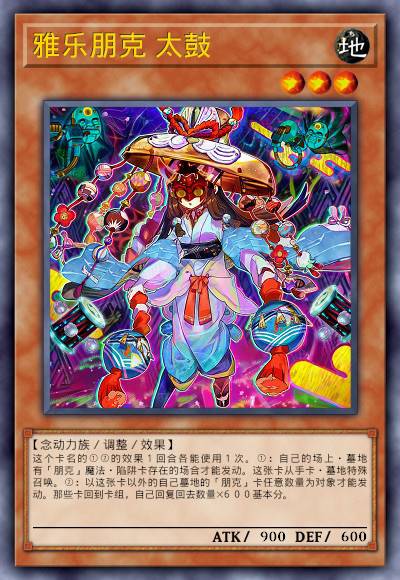 雅乐朋克 太鼓
地
【念动力族／调整／效果】
这个卡名的①②的效果1回合各能使用1次。①：自己的场上·墓地
有「朋克」魔法·陷阱卡存在的场合才能发动。这张卡从手卡·墓地特殊
召唤。②：以这张卡以外的自己墓地的「朋克」卡任意数量为对象才能发
动。那些卡回到卡组，自己回复回去数量×600基本分。
ATK/ 900 DEF/ 600